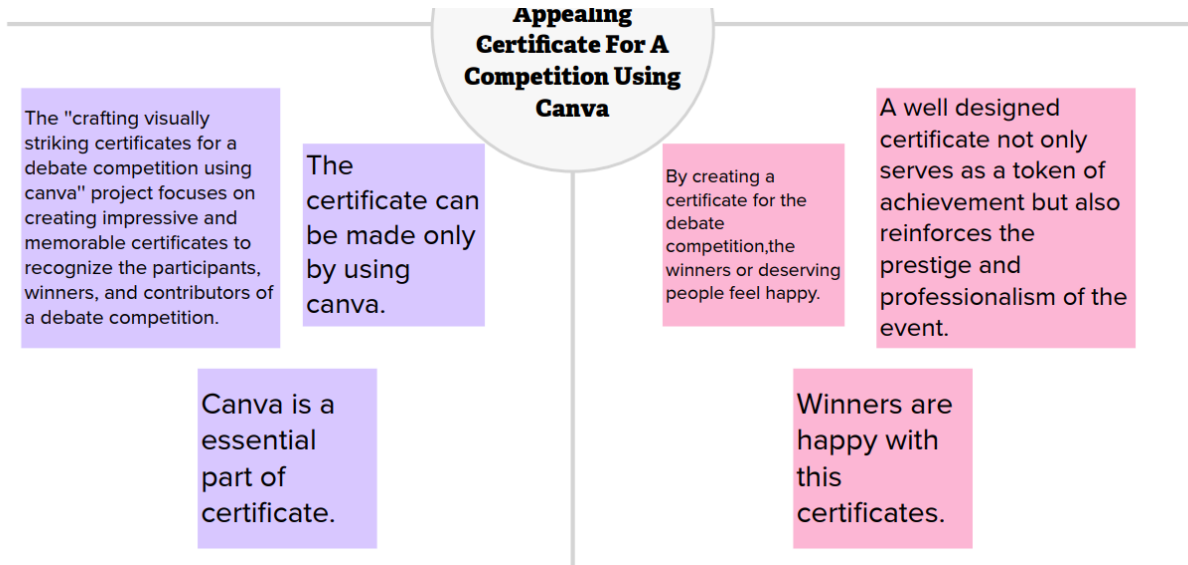 Appealing
Certificate For A
Competition Using
Canva
The "crafting visually
striking certificates for a
debate competition using
canva" project focuses on
creating impressive and
memorable certificates to
recognize the participants,
winners, and contributors of
a debate competition.
The
certificate can
be made only
by using
canva.
Canva is a
essential
part of
certificate.
By creating a
certificate for the
debate
competition,the
winners or deserving
people feel happy.
A well designed
certificate not only
serves as a token of
achievement but also
reinforces the
prestige and
professionalism of the
event.
Winners are
happy with
this
certificates.